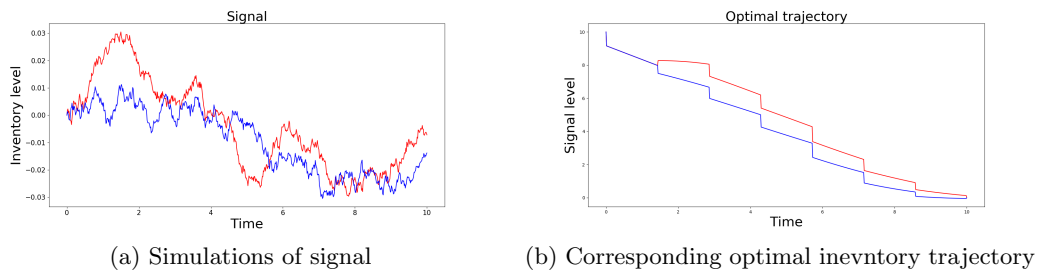 Signal
Inventory level
0.03
0.02
0.01
0.00
−0.01
−0.02
−0.03
0 2 4 6 8 10
Time
(a) Simulations of signal
Optimal trajectory
Signal level
10
8
6
4
2
0
0 2 4 6 8 10
Time
(b) Corresponding optimal inevntory trajectory